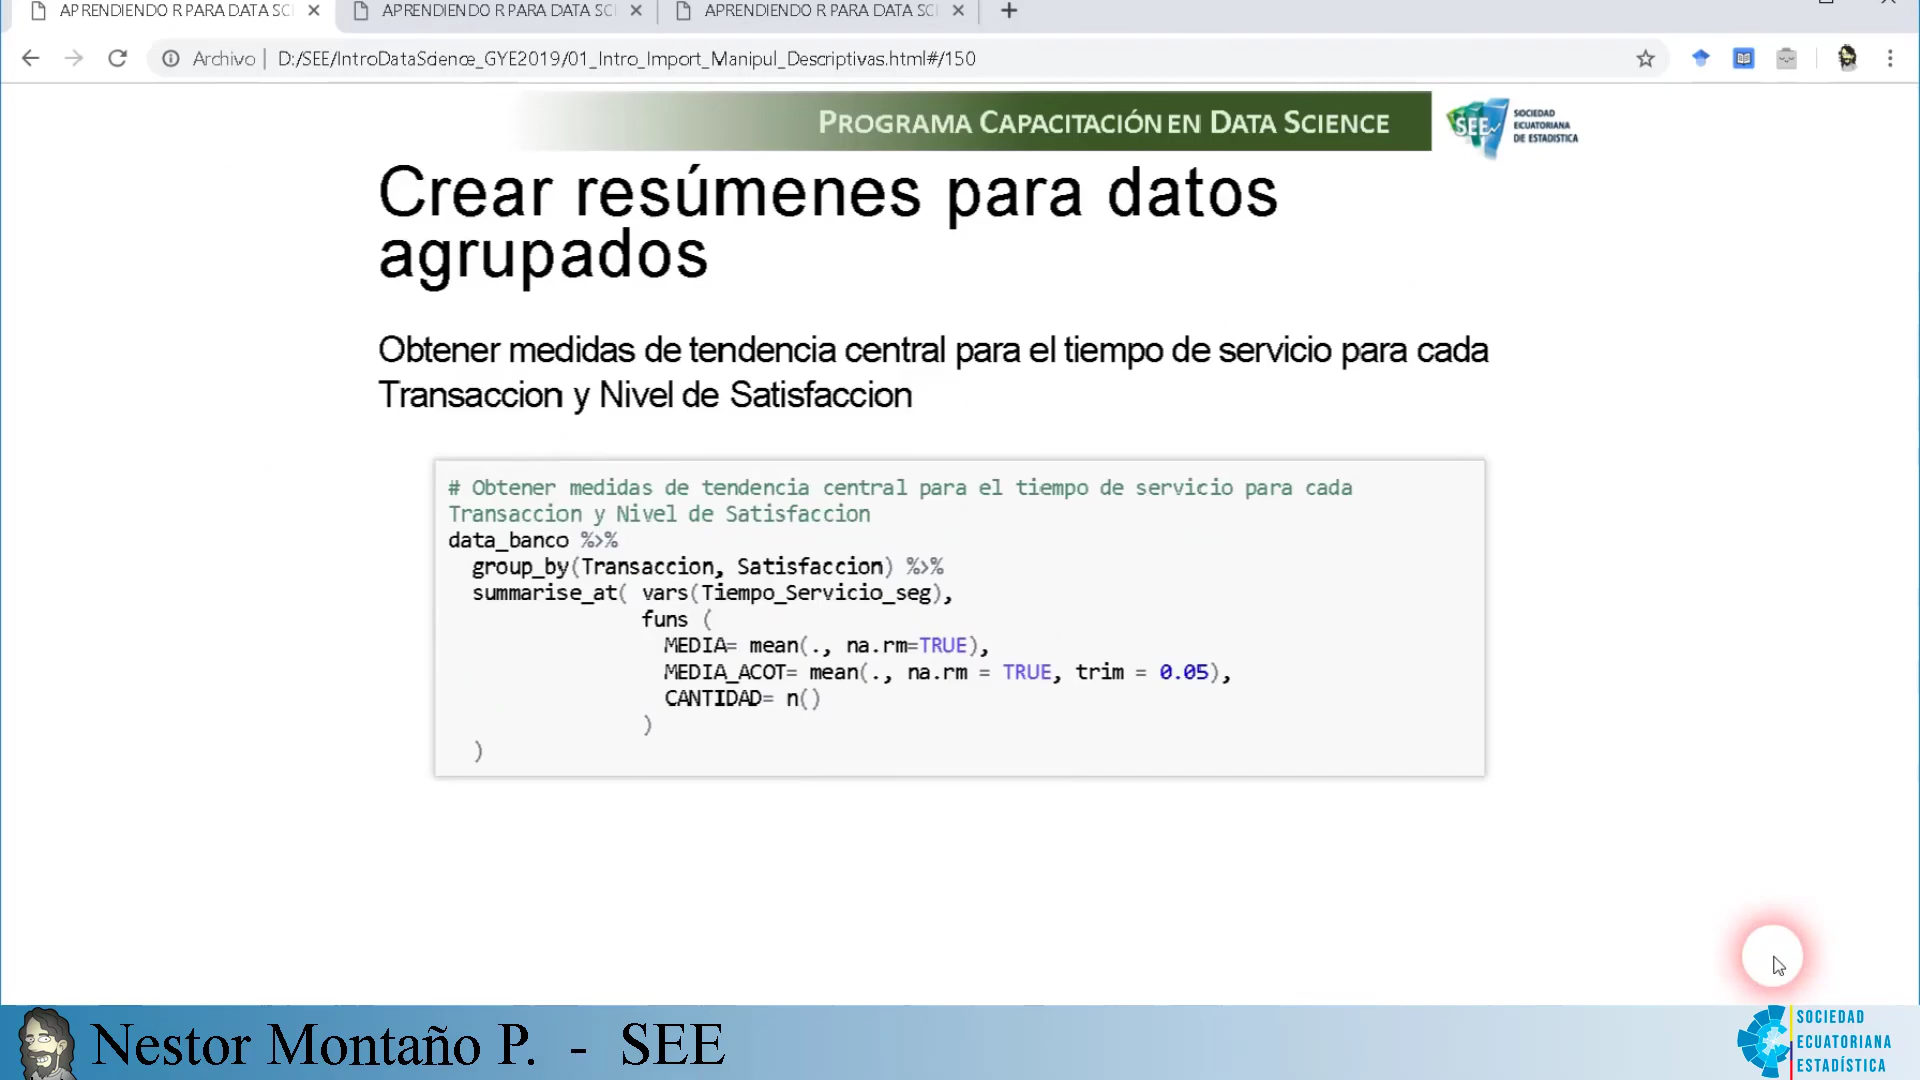 APRENDIENDO R PARA DATA SCI
APRENDIENDO R PARA DATA SCI
APRENDIENDO R PARA DATA SCI
Archivo | D:/SEE/IntroDataScience_GYE2019/01_Intro_Import_Manipul_Descriptivas.html#/150
PROGRAMA CAPACITACIÓN EN DATA SCIENCE
SEE
SOCIEDAD
ECUATORIANA
DE ESTADÍSTICA
Crear resúmenes para datos
agrupados
Obtener medidas de tendencia central para el tiempo de servicio para cada
Transaccion y Nivel de Satisfaccion
# Obtener medidas de tendencia central para el tiempo de servicio para cada
Transaccion y Nivel de Satisfaccion
data_banco %>%
group_by(Transaccion, Satisfaccion) %>%
summarise_at( vars(Tiempo_Servicio_seg),
funs (
MEDIA= mean(., na.rm=TRUE),
MEDIA_ACOT= mean(., na.rm = TRUE, trim = 0.05),
CANTIDAD= n()
)
)
Nestor Montaño P. - SEE
SOCIEDAD
ECUATORIANA
ESTADÍSTICA